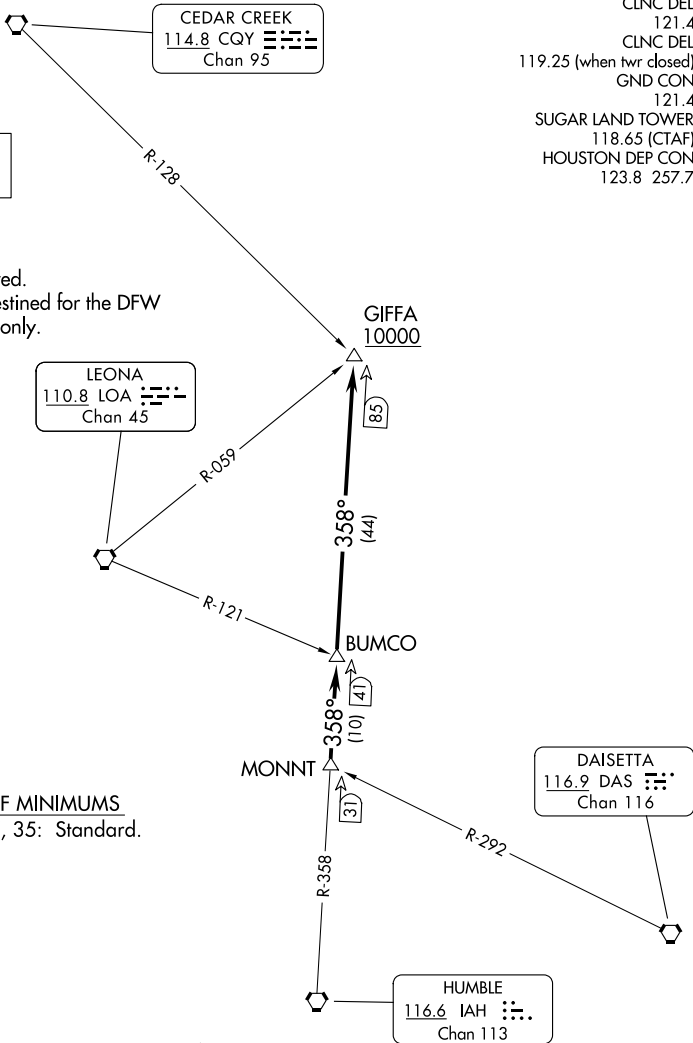 CEDAR CREEK
114.8 CQY
Chan 95
CLNC DEL
121.4
CLNC DEL
119.25 (when twr closed)
GND CON
121.4
SUGAR LAND TOWER
118.65 (CTAF)
HOUSTON DEP CON
123.8 257.7
R-128
ed.
estined for the DFW
only.
GIFFA
10000
LEONA
110.8 LOA
Chan 45
85
R-059
358°
(44)
R-121
BUMCO
41
358°
(10)
MONNT
31
DAISETTA
116.9 DAS
Chan 116
F MINIMUMS
, 35: Standard.
R-292
R-358
HUMBLE
116.6 IAH
Chan 113